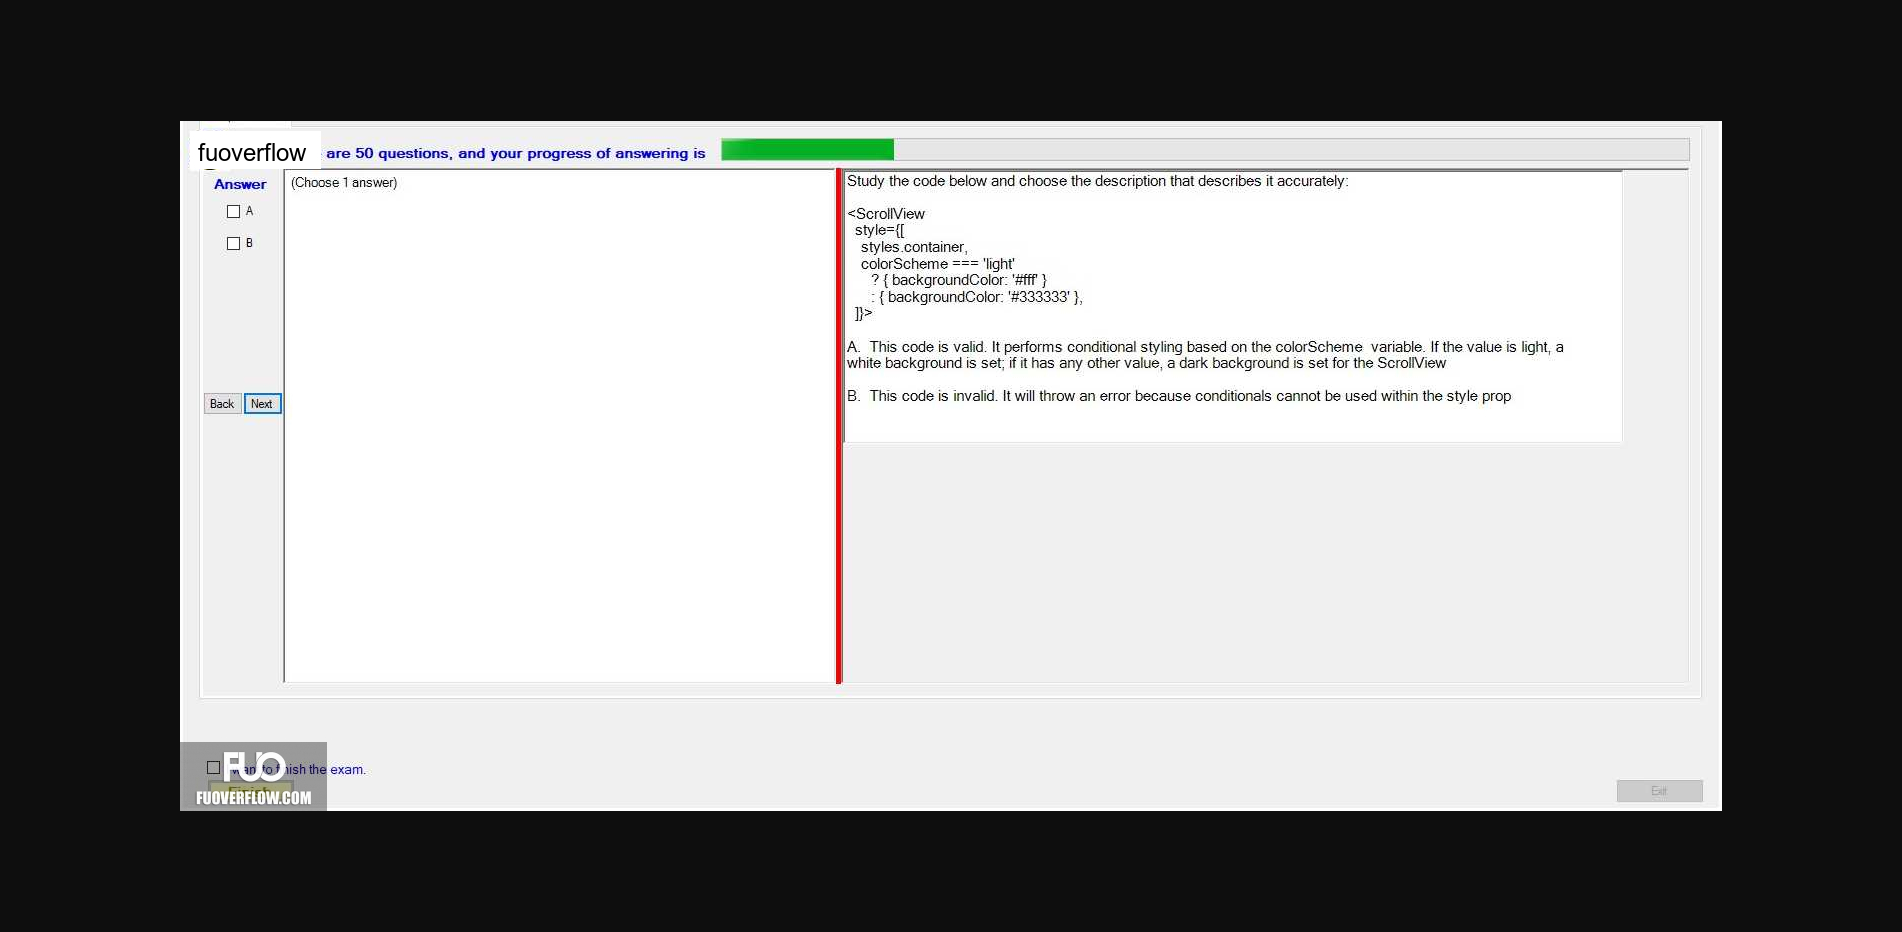 fuoverflow are 50 questions, and your progress of answering is
Answer
A
B
Back Next
(Choose 1 answer)
Study the code below and choose the description that describes it accurately:
<ScrollView
style={[
styles.container,
colorScheme === 'light'
? { backgroundColor: '#fff' }
: { backgroundColor: '#333333' },
]}>
A. This code is valid. It performs conditional styling based on the colorScheme variable. If the value is light, a
white background is set; if it has any other value, a dark background is set for the ScrollView
B. This code is invalid. It will throw an error because conditionals cannot be used within the style prop
FUO
want to finish the exam.
Finish
FUOVERFLOW.COM
Exit